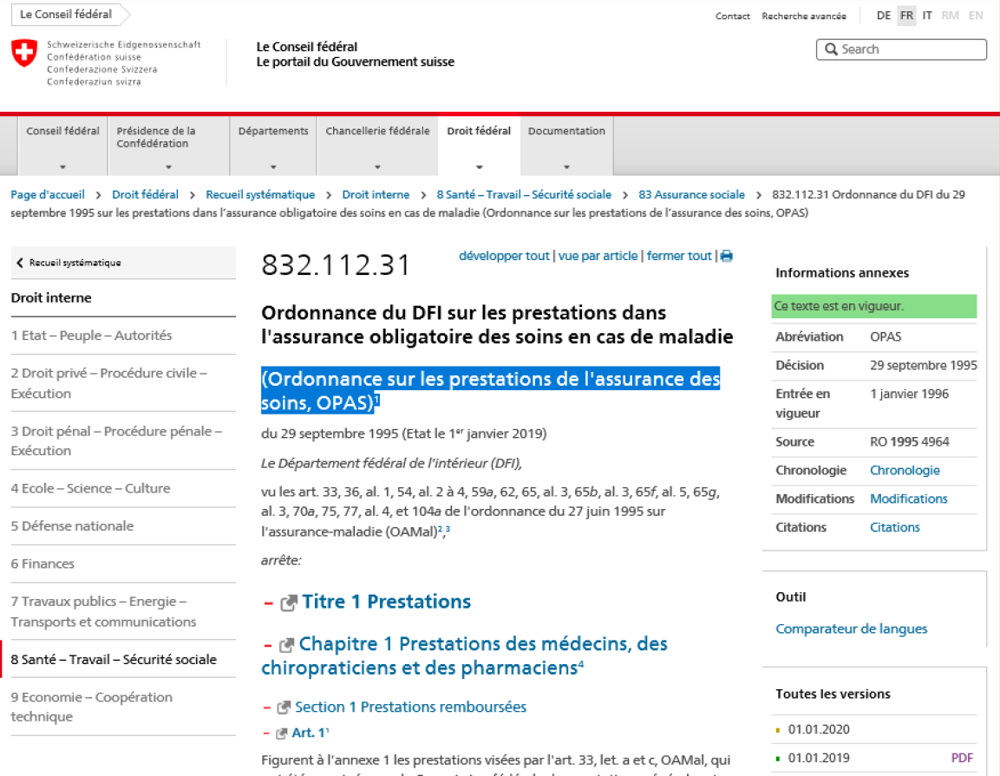 Le Conseil fédéral
Contact Recherche avancée DE FR IT RM EN
Schweizerische Eidgenossenschaft
Confédération suisse
Confederazione Svizzera
Confederaziun svizra
Le Conseil fédéral
Le portail du Gouvernement suisse
Search
Conseil fédéral
Présidence de la
Confédération
Départements
Chancellerie fédérale
Droit fédéral
Documentation
Page d'accueil > Droit fédéral > Recueil systématique > Droit interne > 8 Santé – Travail – Sécurité sociale > 83 Assurance sociale > 832.112.31 Ordonnance du DFI du 29
septembre 1995 sur les prestations dans l’assurance obligatoire des soins en cas de maladie (Ordonnance sur les prestations de l’assurance des soins, OPAS)
Recueil systématique
Droit interne
1 Etat – Peuple – Autorités
2 Droit privé – Procédure civile –
Exécution
3 Droit pénal – Procédure pénale –
Exécution
4 Ecole – Science – Culture
5 Défense nationale
6 Finances
7 Travaux publics – Energie –
Transports et communications
8 Santé – Travail – Sécurité sociale
9 Economie – Coopération
technique
832.112.31
développer tout | vue par article | fermer tout |
Ordonnance du DFI sur les prestations dans
l'assurance obligatoire des soins en cas de maladie
(Ordonnance sur les prestations de l'assurance des
soins, OPAS)¹
du 29 septembre 1995 (Etat le 1er janvier 2019)
Le Département fédéral de l'intérieur (DFI),
vu les art. 33, 36, al. 1, 54, al. 2 à 4, 59a, 62, 65, al. 3, 65b, al. 3, 65f, al. 5, 65g,
al. 3, 70a, 75, 77, al. 4, et 104a de l'ordonnance du 27 juin 1995 sur
l'assurance-maladie (OAMal)²,³
arrête:
– Titre 1 Prestations
– Chapitre 1 Prestations des médecins, des
chiropraticiens et des pharmaciens⁴
– Section 1 Prestations remboursées
– Art. 1¹
Figurent à l’annexe 1 les prestations visées par l'art. 33, let. a et c, OAMal, qui
Informations annexes
Ce texte est en vigueur.
Abréviation OPAS
Décision 29 septembre 1995
Entrée en 1 janvier 1996
vigueur
Source RO 1995 4964
Chronologie Chronologie
Modifications Modifications
Citations Citations
Outil
Comparateur de langues
Toutes les versions
01.01.2020
01.01.2019 PDF